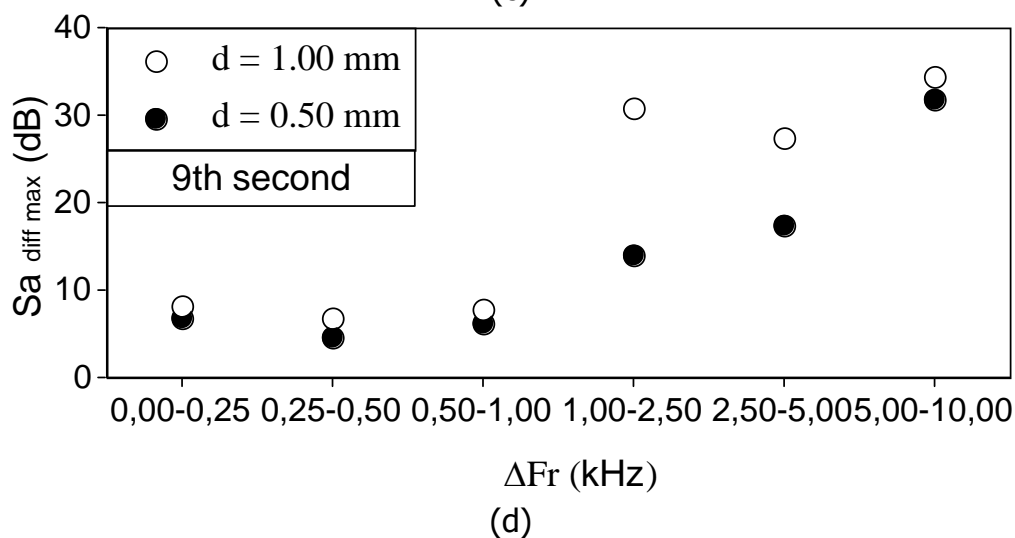 40
30
20
10
0
Sa diff max (dB)
d = 1.00 mm
d = 0.50 mm
9th second
0,00-0,25 0,25-0,50 0,50-1,00 1,00-2,50 2,50-5,00 5,00-10,00
ΔFr (kHz)
(d)